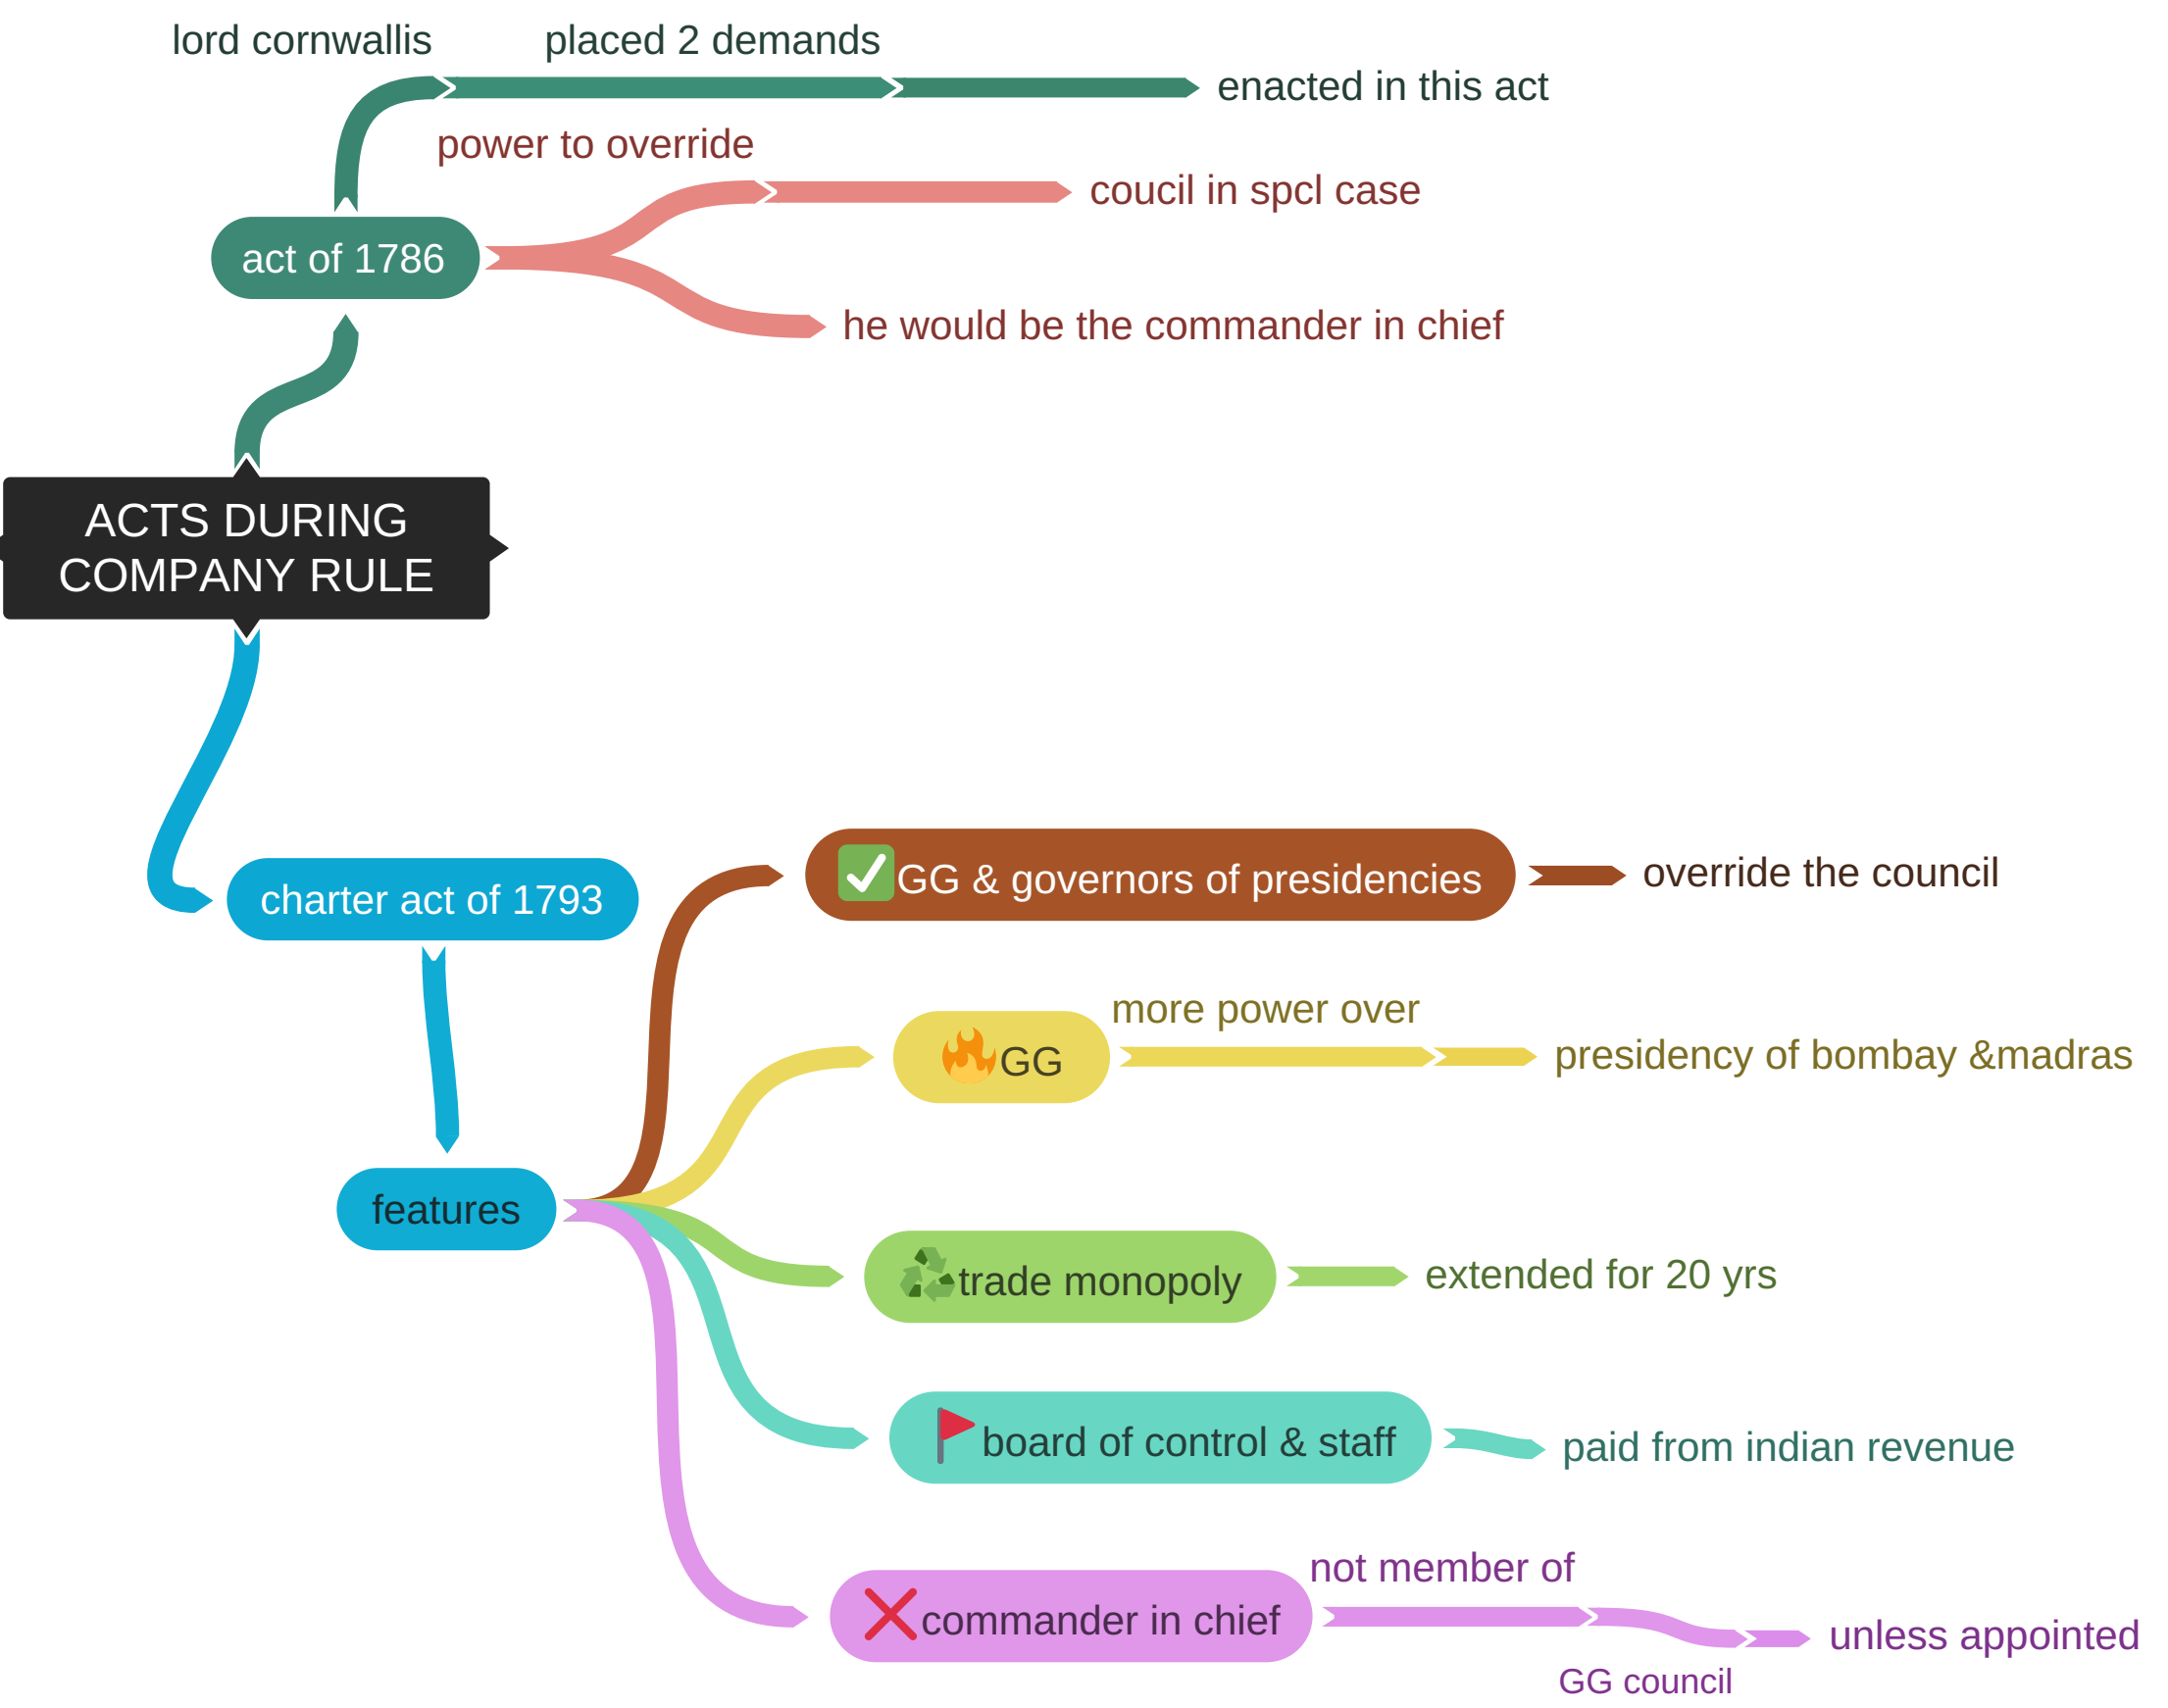 lord cornwallis
placed 2 demands
enacted in this act
power to override
coucil in spcl case
act of 1786
he would be the commander in chief
ACTS DURING
COMPANY RULE
charter act of 1793
features
GG & governors of presidencies
override the council
GG
more power over
presidency of bombay &madras
trade monopoly
extended for 20 yrs
board of control & staff
paid from indian revenue
commander in chief
not member of
GG council
unless appointed